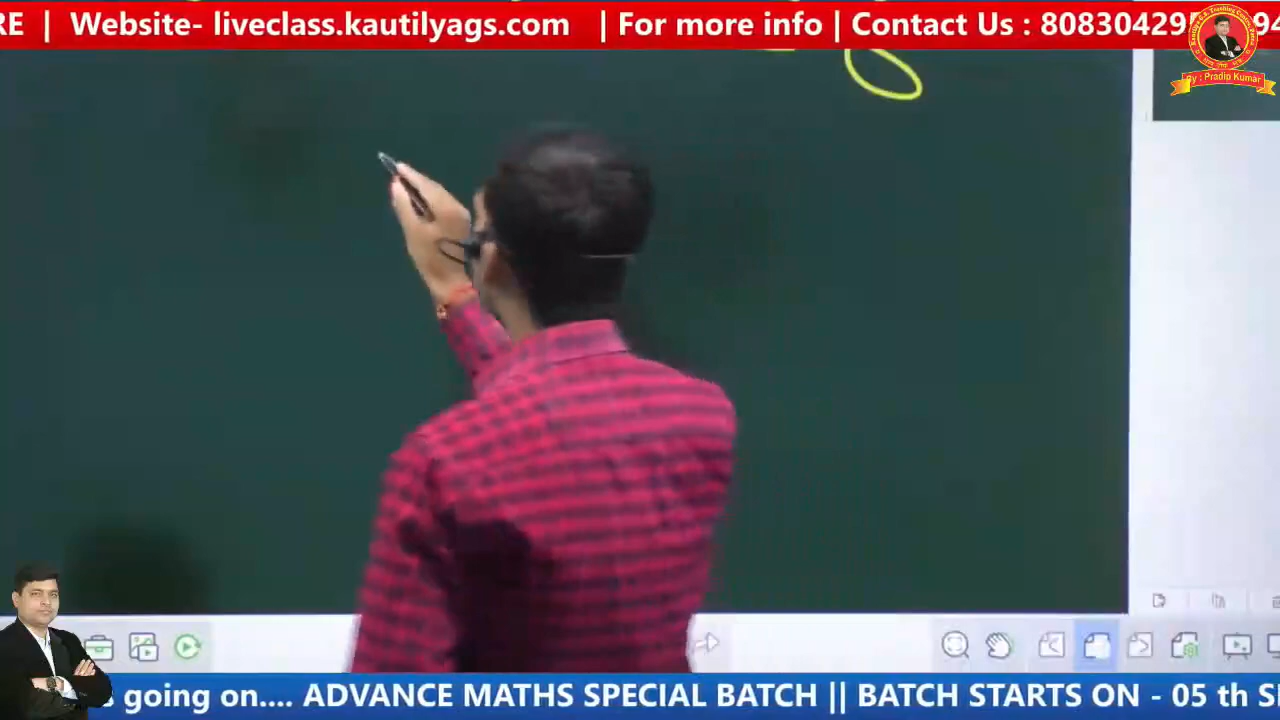 RE | Website- liveclass.kautilyags.com | For more info | Contact Us :
By : Pradip Kumar
going on.... ADVANCE MATHS SPECIAL BATCH || BATCH STARTS ON - 05 th